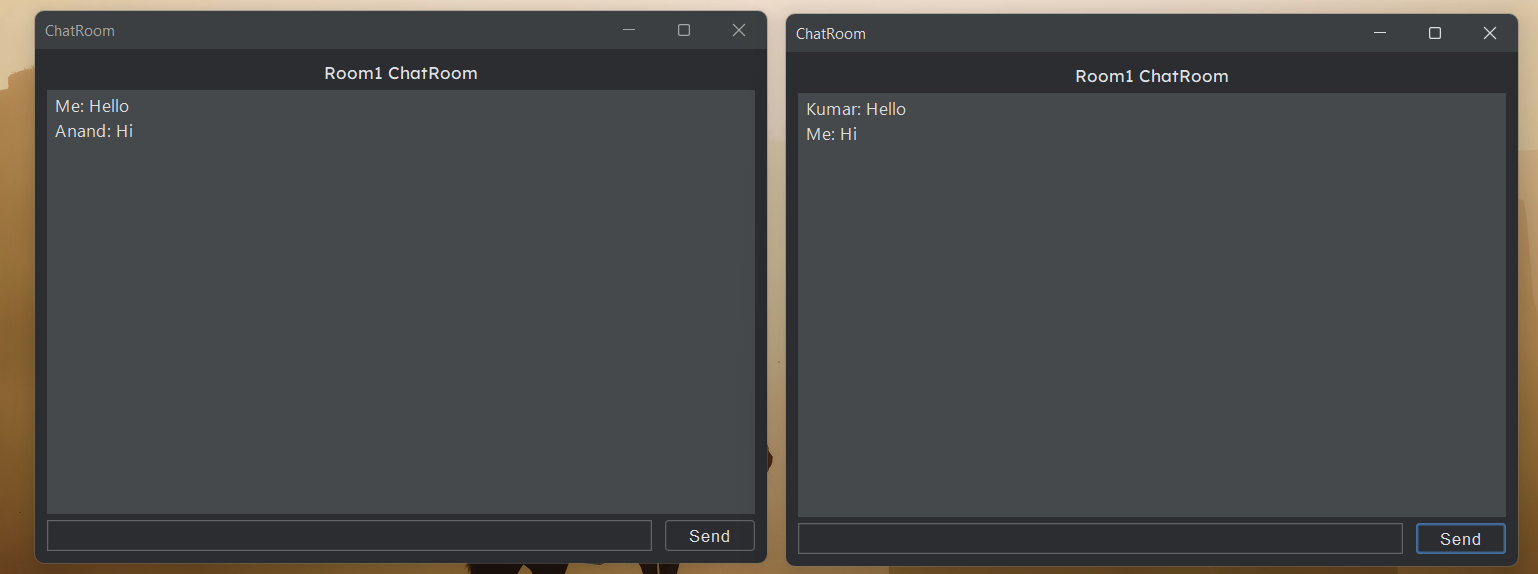 ChatRoom
Room1 ChatRoom
Me: Hello
Anand: Hi
Send
ChatRoom
Room1 ChatRoom
Kumar: Hello
Me: Hi
Send